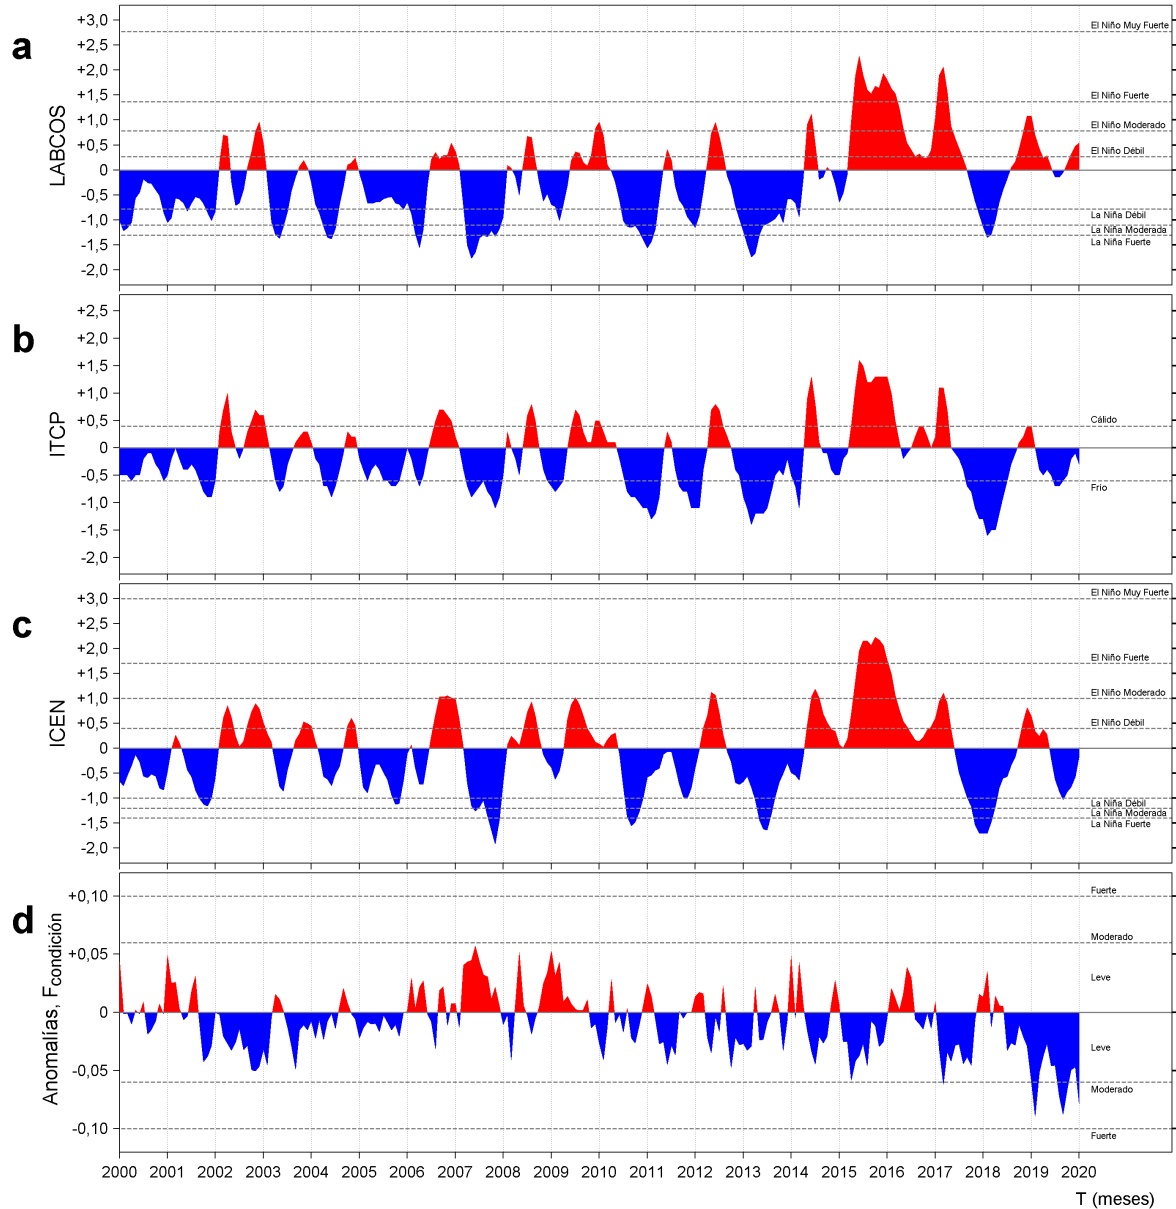 a
LABCOS
+3,0
+2,5
+2,0
+1,5
+1,0
+0,5
0
-0,5
-1,0
-1,5
-2,0
El Niño Muy Fuerte
El Niño Fuerte
El Niño Moderado
El Niño Débil
La Niña Débil
La Niña Moderada
La Niña Fuerte
b
ITCP
+2,5
+2,0
+1,5
+1,0
+0,5
0
-0,5
-1,0
-1,5
-2,0
Cálido
Frío
c
ICEN
+3,0
+2,5
+2,0
+1,5
+1,0
+0,5
0
-0,5
-1,0
-1,5
-2,0
El Niño Muy Fuerte
El Niño Fuerte
El Niño Moderado
El Niño Débil
La Niña Débil
La Niña Moderada
La Niña Fuerte
d
Anomalías, Fcondición
+0,10
+0,05
0
-0,05
-0,10
Fuerte
Moderado
Leve
Leve
Moderado
Fuerte
2000 2001 2002 2003 2004 2005 2006 2007 2008 2009 2010 2011 2012 2013 2014 2015 2016 2017 2018 2019 2020
T (meses)